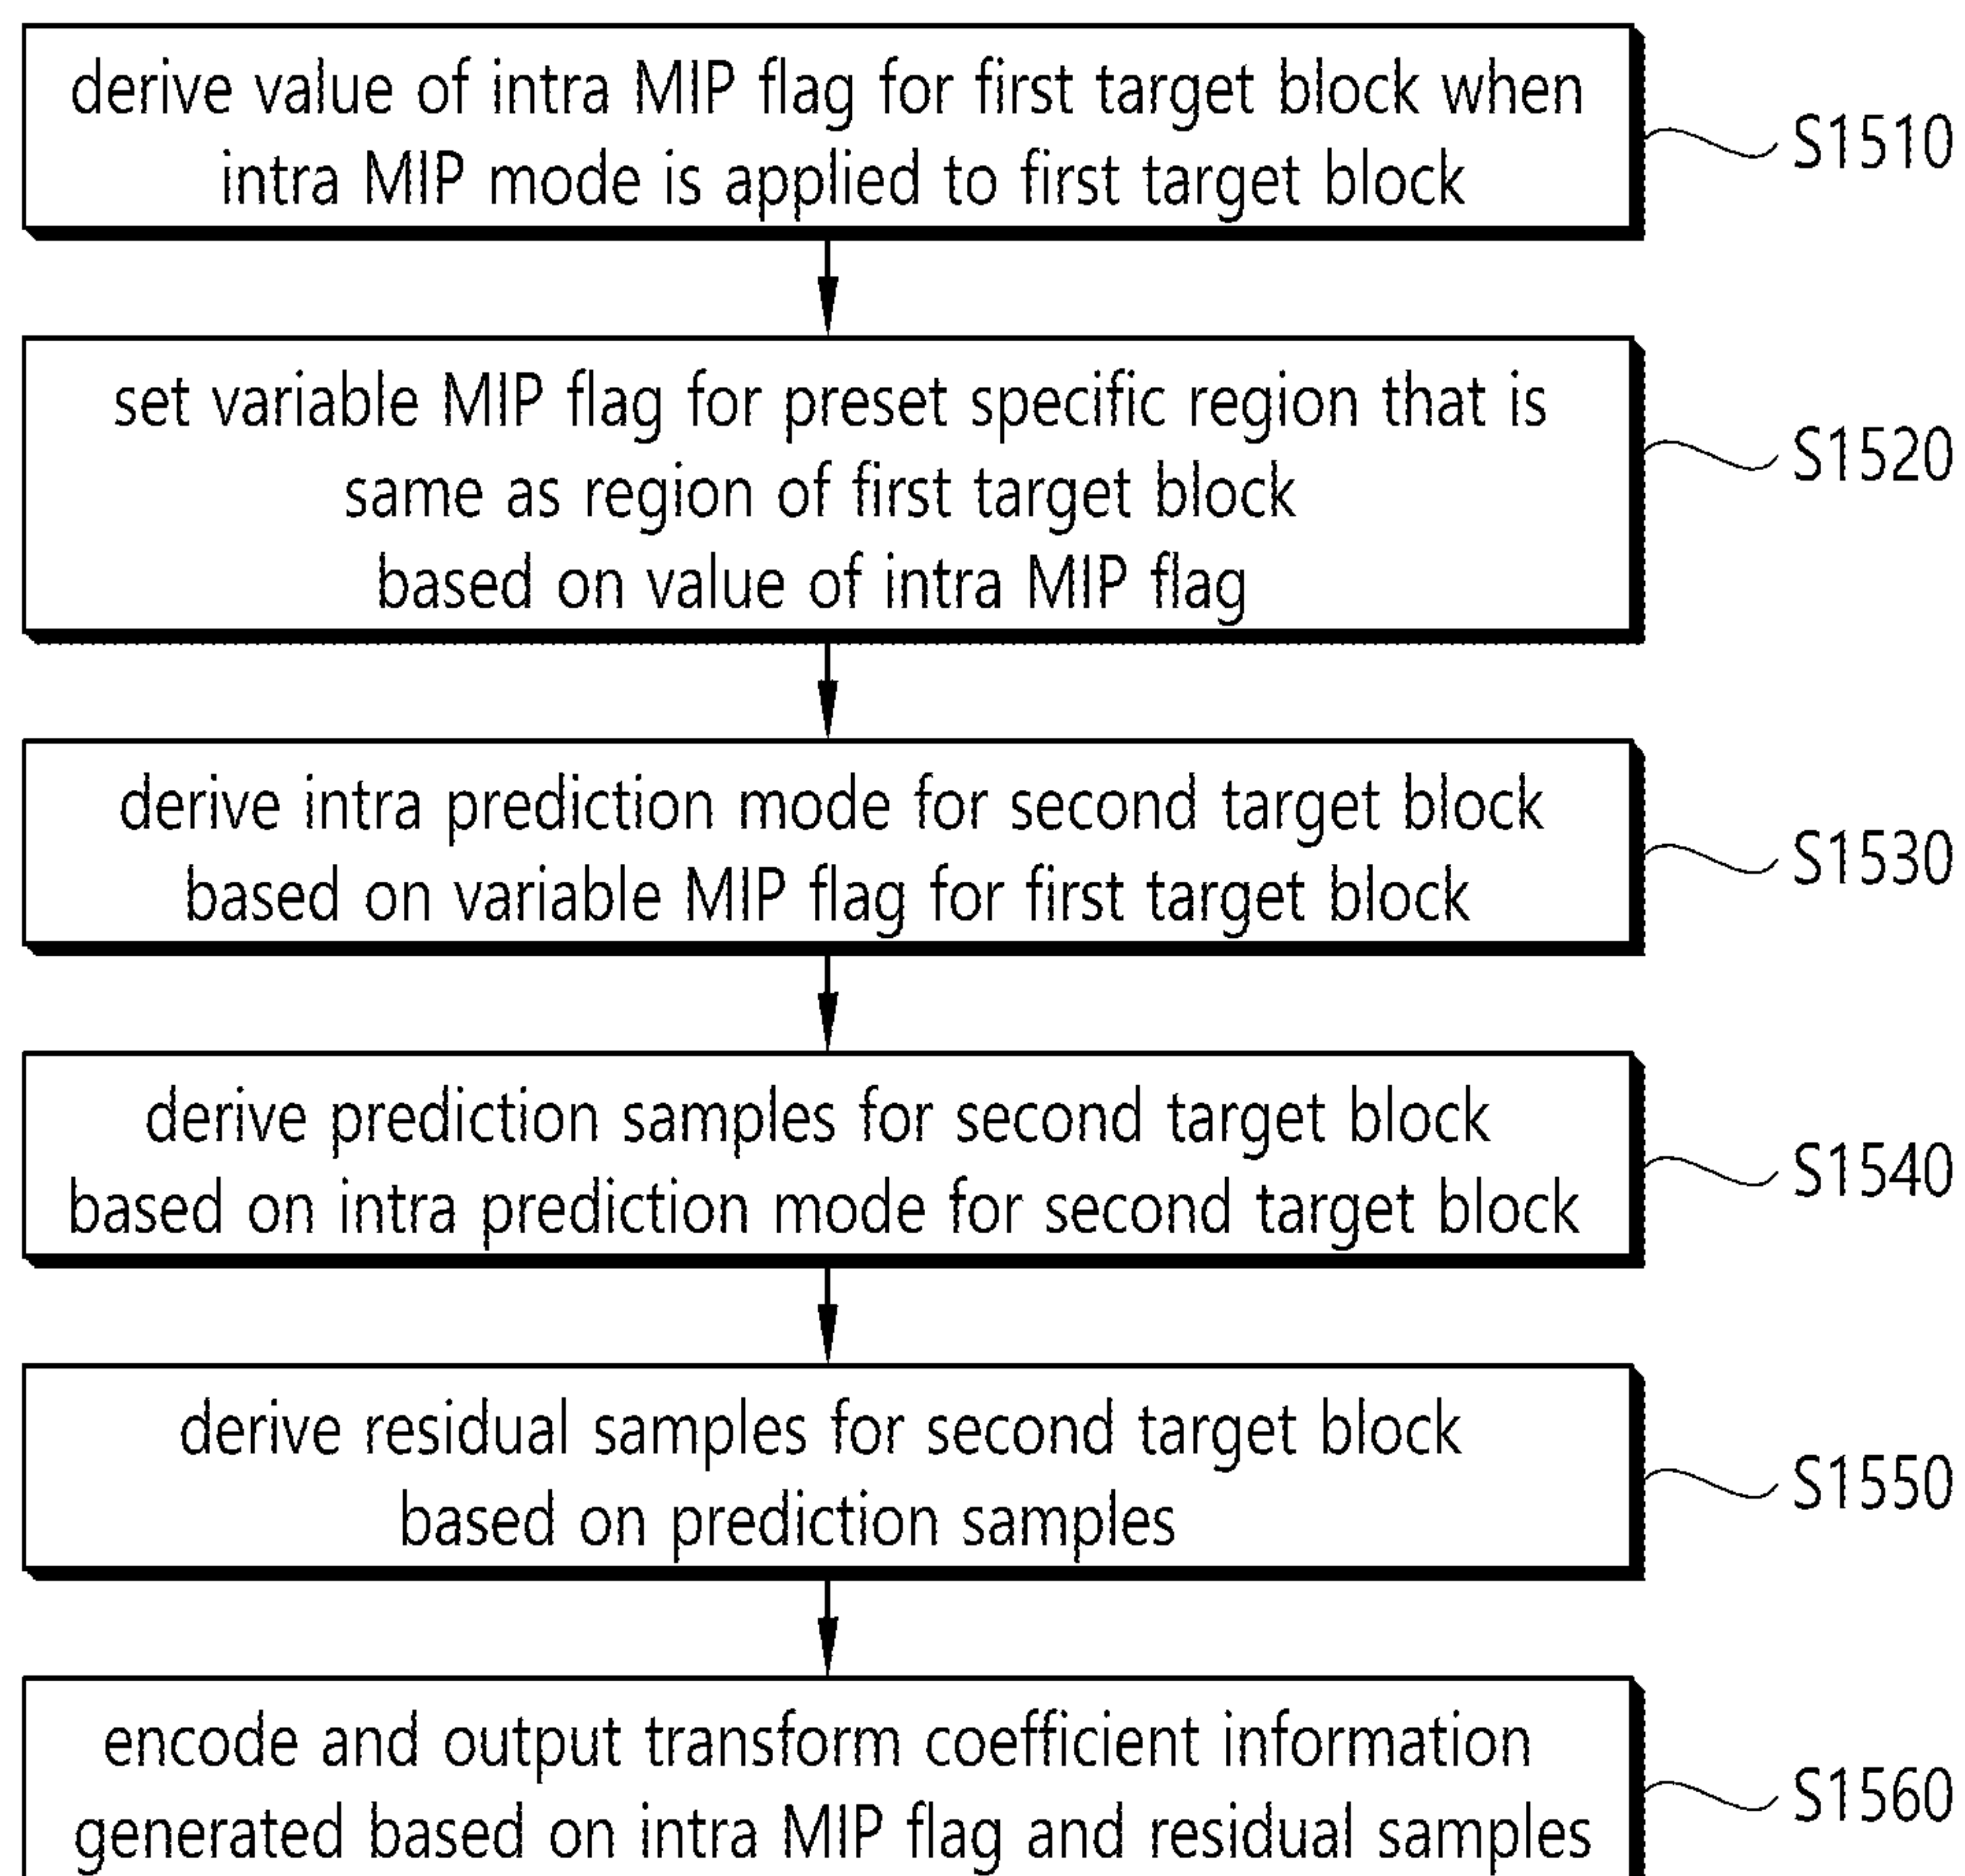 derive value of intra MIP flag for first target block when
intra MIP mode is applied to first target block
S1510
set variable MIP flag for preset specific region that is
same as region of first target block
based on value of intra MIP flag
S1520
derive intra prediction mode for second target block
based on variable MIP flag for first target block
S1530
derive prediction samples for second target block
based on intra prediction mode for second target block
S1540
derive residual samples for second target block
based on prediction samples
S1550
encode and output transform coefficient information
generated based on intra MIP flag and residual samples
S1560